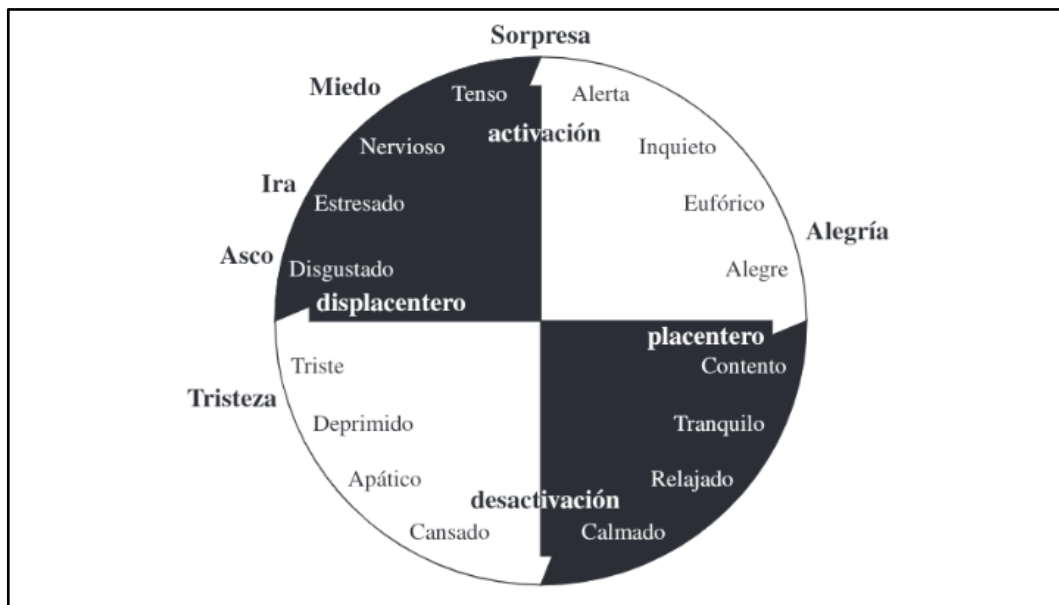 Sorpresa
Miedo
Tenso
Alerta
activación
Nervioso
Inquieto
Ira
Estresado
Eufórico
Alegría
Asco
Disgustado
Alegre
displacentero
placentero
Triste
Contento
Tristeza
Deprimido
Tranquilo
Apático
Relajado
desactivación
Cansado
Calmado